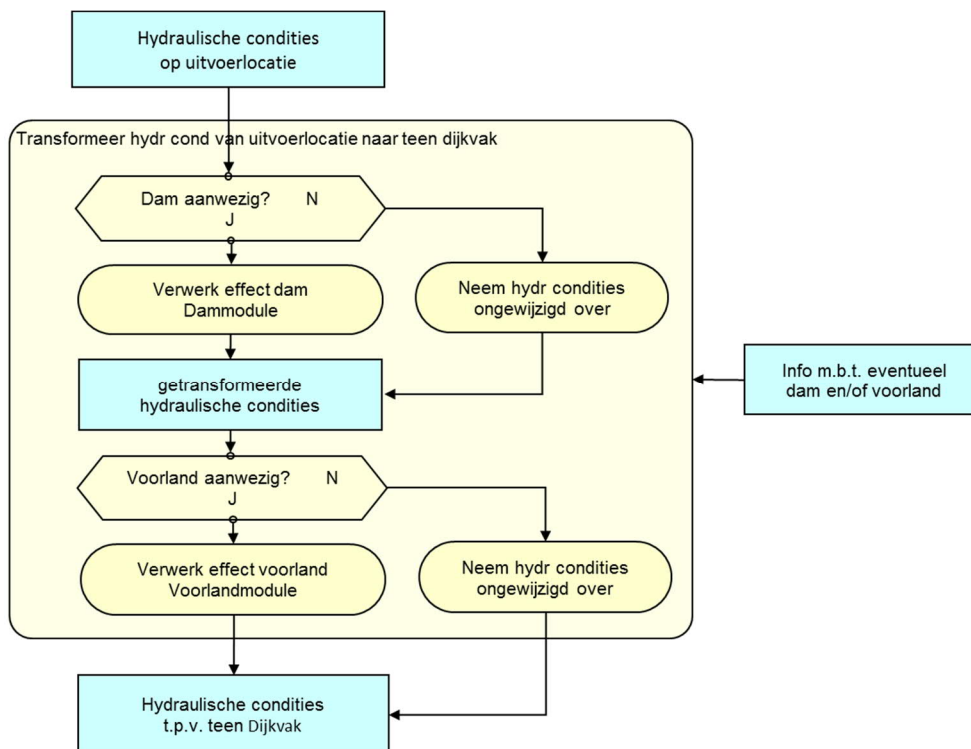 Hydraulische condities
op uitvoerlocatie
Transformeer hydr cond van uitvoerlocatie naar teen dijkvak
Dam aanwezig? N
J
Verwerk effect dam
Dammodule
Neem hydr condities
ongewijzigd over
getransformeerde
hydraulische condities
Info m.b.t. eventueel
dam en/of voorland
Voorland aanwezig? N
J
Verwerk effect voorland
Voorlandmodule
Neem hydr condities
ongewijzigd over
Hydraulische condities
t.p.v. teen Dijkvak